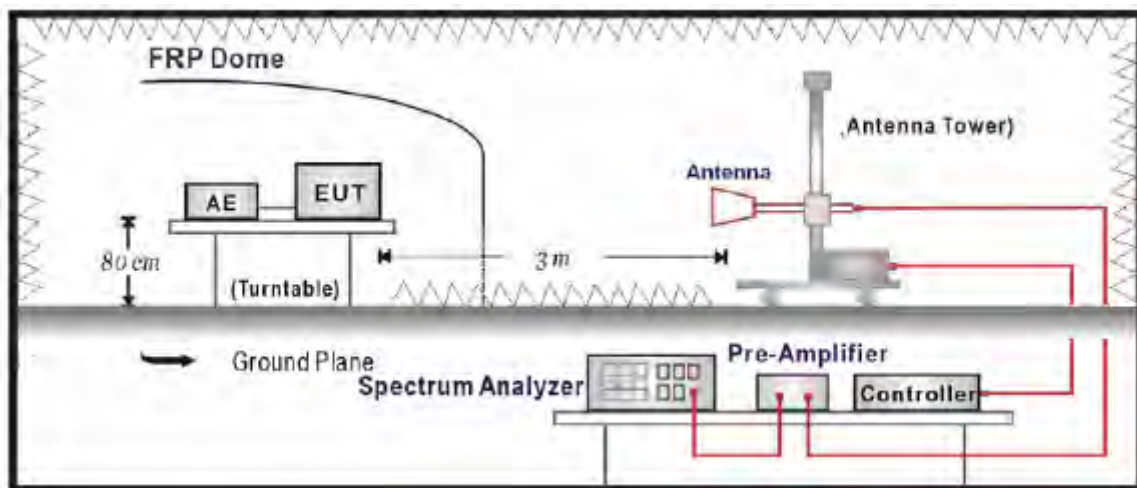 FRP Dome
,Antenna Tower)
Antenna
AE
EUT
80 cm
3 m
(Turntable)
Ground Plane
Pre-Amplifier
Spectrum Analyzer
Controller